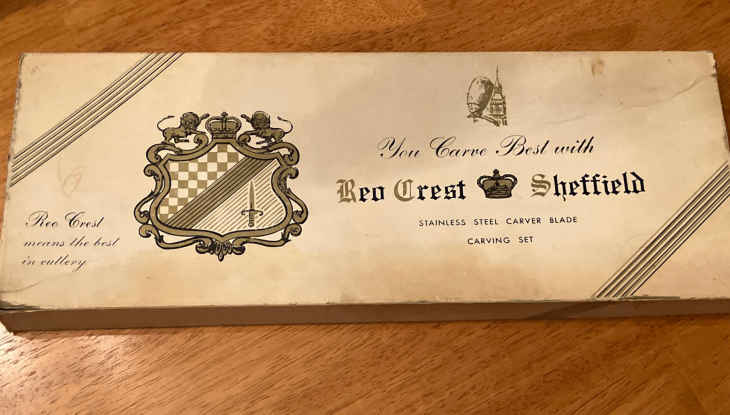 You Carve Best with
Reo Crest Sheffield
STAINLESS STEEL CARVER BLADE
CARVING SET
Reo Crest
means the best
in cutlery